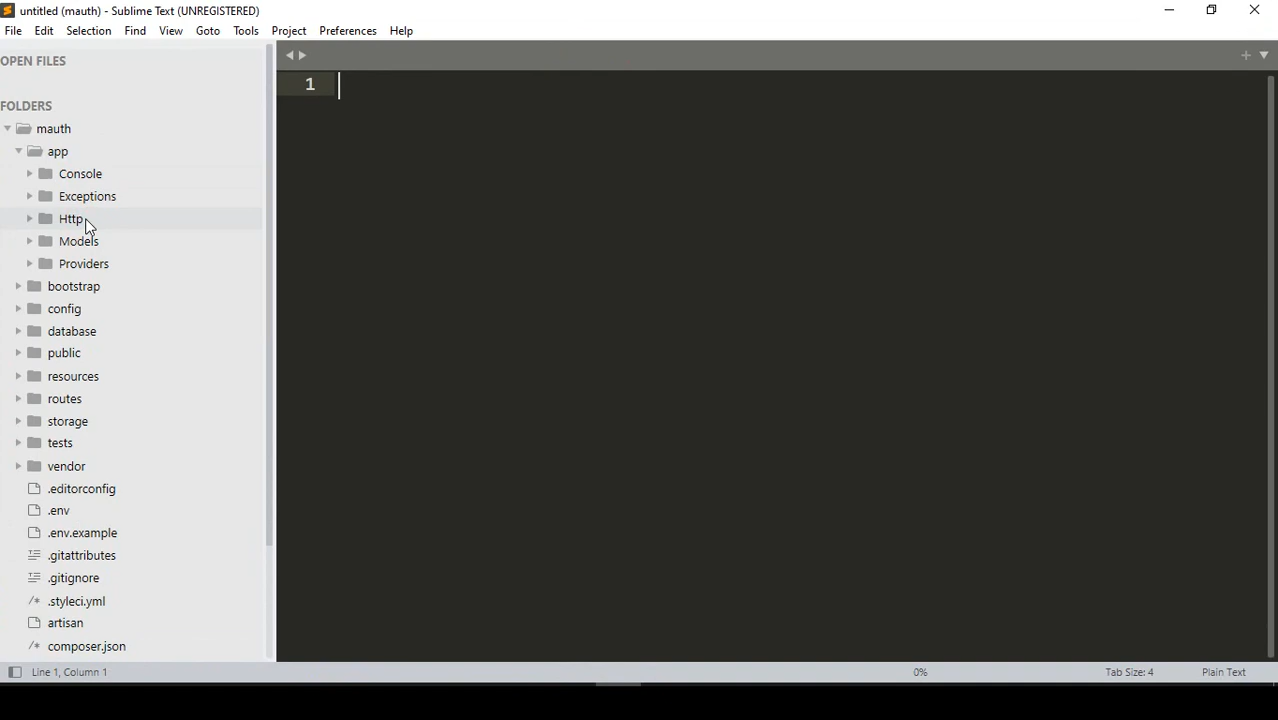 untitled (mauth) - Sublime Text (UNREGISTERED)
File Edit Selection Find View Goto Tools Project Preferences Help
OPEN FILES
1
FOLDERS
mauth
app
Console
Exceptions
Http
Models
Providers
bootstrap
config
database
public
resources
routes
storage
tests
vendor
.editorconfig
.env
.env.example
.gitattributes
.gitignore
/* .styleci.yml
artisan
/* composer.json
Line 1, Column 1 0% Tab Size: 4 Plain Text